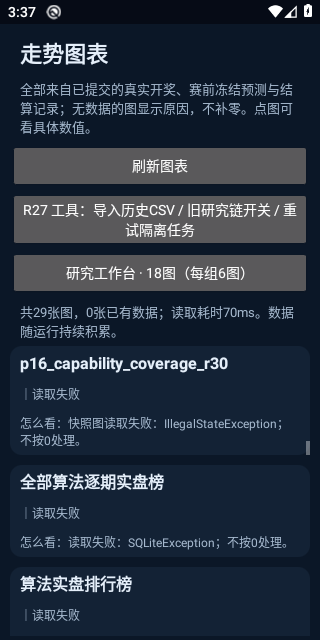 3:37
走势图表
全部来自已提交的真实开奖、赛前冻结预测与结
算记录；无数据的图显示原因，不补零。点图可
看具体数值。
刷新图表
R27 工具：导入历史CSV / 旧研究链开关 / 重
试隔离任务
研究工作台 · 18图（每组6图）
共29张图，0张已有数据；读取耗时70ms。数据
随运行持续积累。
p16_capability_coverage_r30
｜读取失败
怎么看：快照图读取失败：IllegalStateException；
不按0处理。
全部算法逐期实盘榜
｜读取失败
怎么看：读取失败：SQLiteException；不按0处理。
算法实盘排行榜
｜读取失败